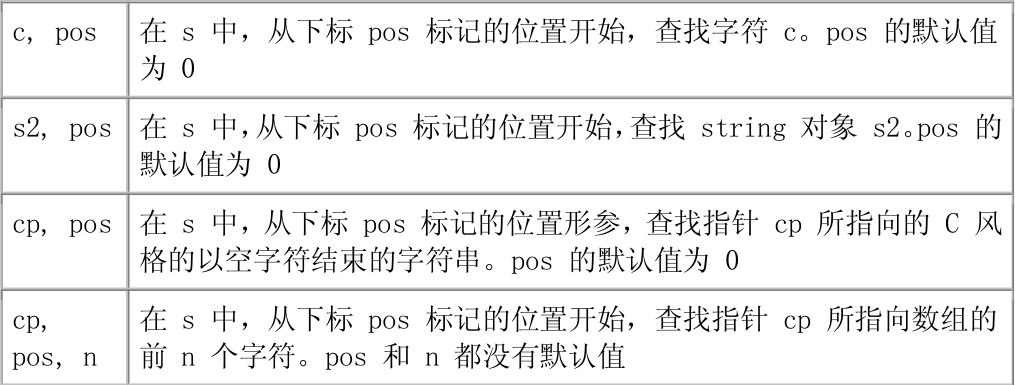 c, pos 在 s 中，从下标 pos 标记的位置开始，查找字符 c。pos 的默认值
为 0
s2, pos 在 s 中，从下标 pos 标记的位置开始，查找 string 对象 s2。pos 的
默认值为 0
cp, pos 在 s 中，从下标 pos 标记的位置形参，查找指针 cp 所指向的 C 风
格的以空字符结束的字符串。pos 的默认值为 0
cp, 在 s 中，从下标 pos 标记的位置开始，查找指针 cp 所指向数组的
pos, n 前 n 个字符。pos 和 n 都没有默认值